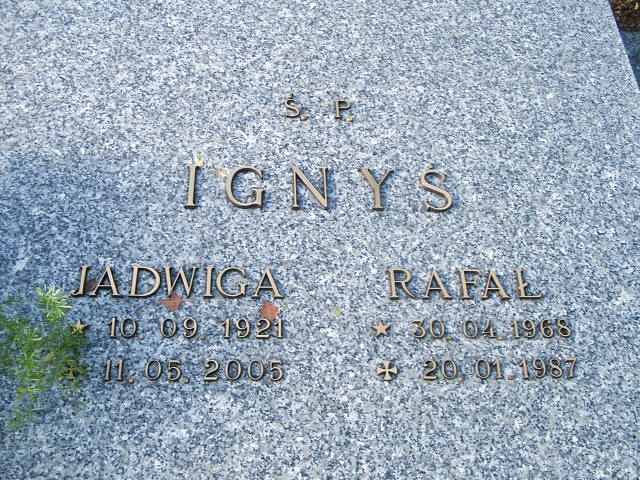 Ś. P.
IGNYŚ
JADWIGA
10. 09. 1921
11. 05. 2005
RAFAŁ
30. 04. 1968
20. 01. 1987